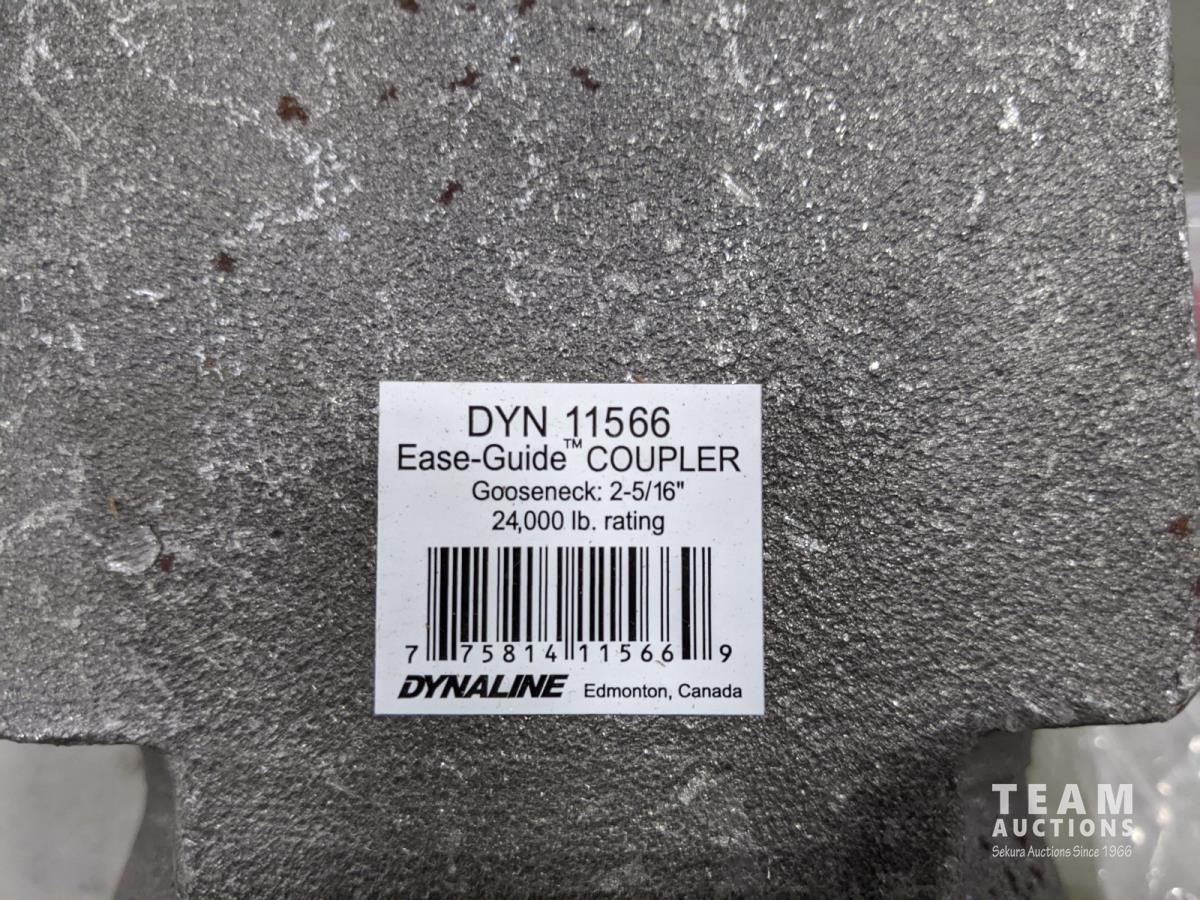 DYN 11566
Ease-Guide™ COUPLER
Gooseneck: 2-5/16"
24,000 lb. rating
7 75814 11566 9
DYNALINE Edmonton, Canada
TEAM
AUCTIONS
Sekura Auctions Since 1966